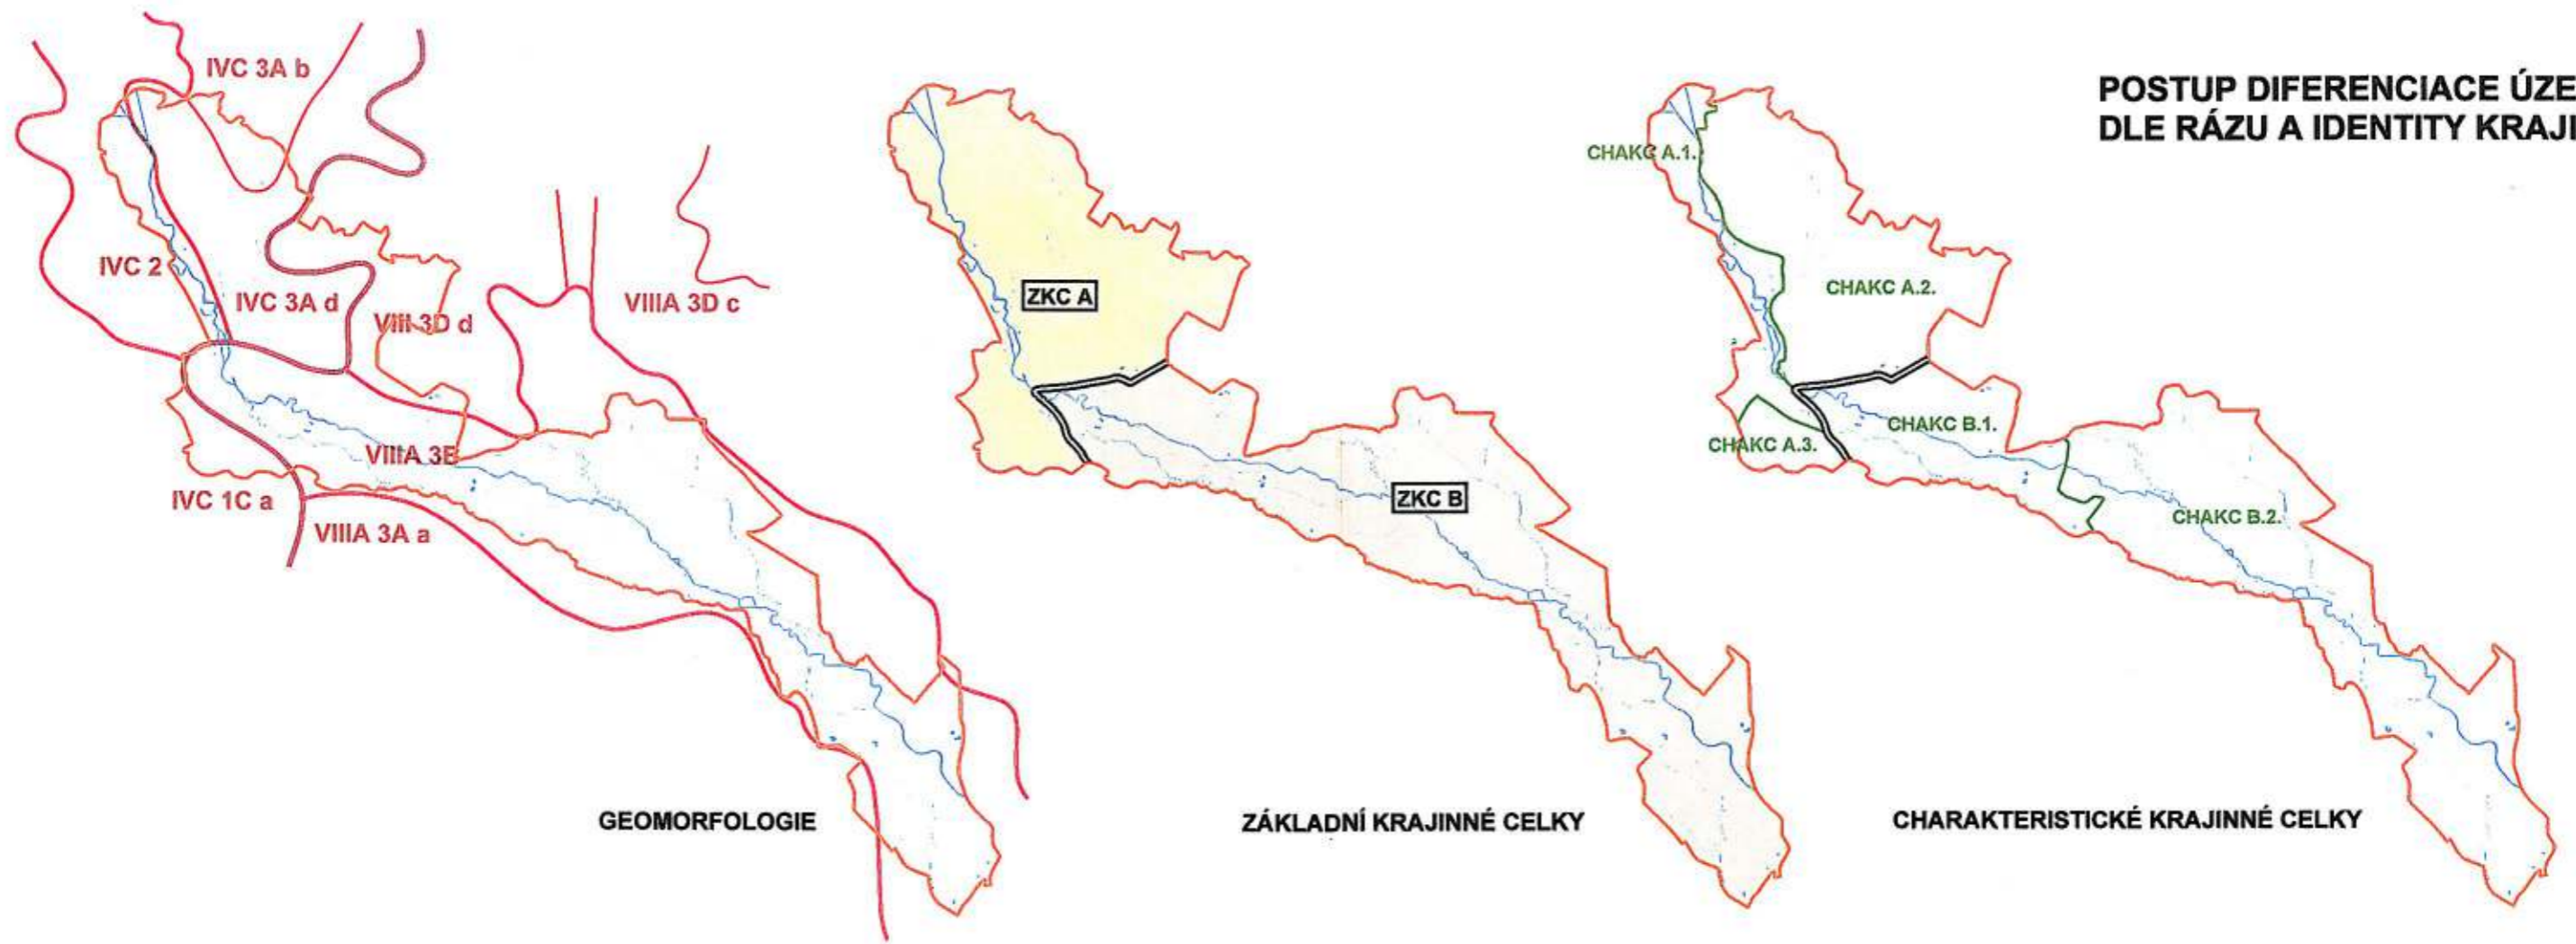 POSTUP DIFERENCIACE ÚZE
DLE RÁZU A IDENTITY KRAJI
IVC 3A b
IVC 2
IVC 3A d
VIII 3D d
VIIIA 3D c
VIIIA 3E
IVC 1C a
VIIIA 3A a
GEOMORFOLOGIE
ZKC A
ZKC B
ZÁKLADNÍ KRAJINNÉ CELKY
CHAKC A.1.
CHAKC A.2.
CHAKC B.1.
CHAKC A.3.
CHAKC B.2.
CHARAKTERISTICKÉ KRAJINNÉ CELKY